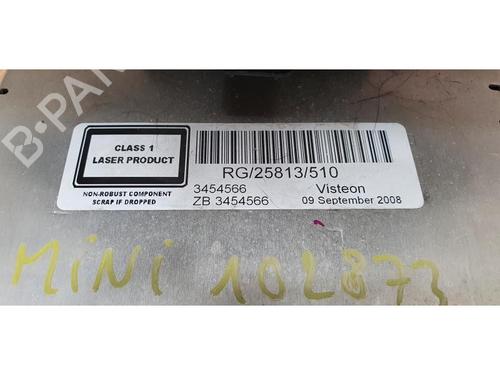 B-PARTS
CLASS 1
LASER PRODUCT
NON-ROBUST COMPONENT
SCRAP IF DROPPED
RG/25813/510
3454566 Visteon
ZB 3454566 09 September 2008
MiNi 102873